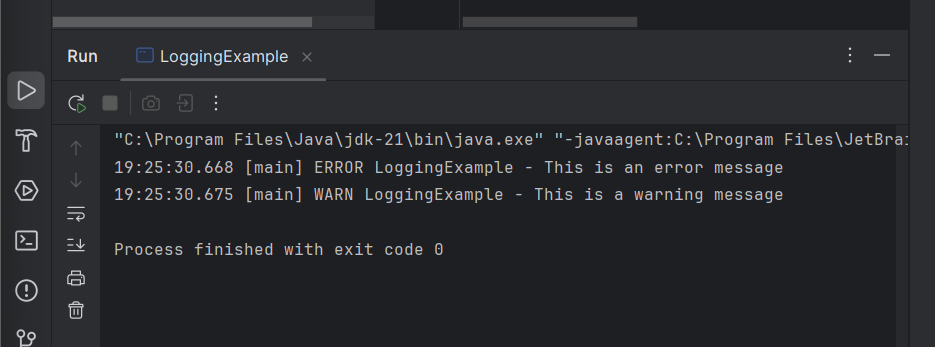 Run LoggingExample
"C:\Program Files\Java\jdk-21\bin\java.exe" "-javaagent:C:\Program Files\JetBrai
19:25:30.668 [main] ERROR LoggingExample - This is an error message
19:25:30.675 [main] WARN LoggingExample - This is a warning message
Process finished with exit code 0